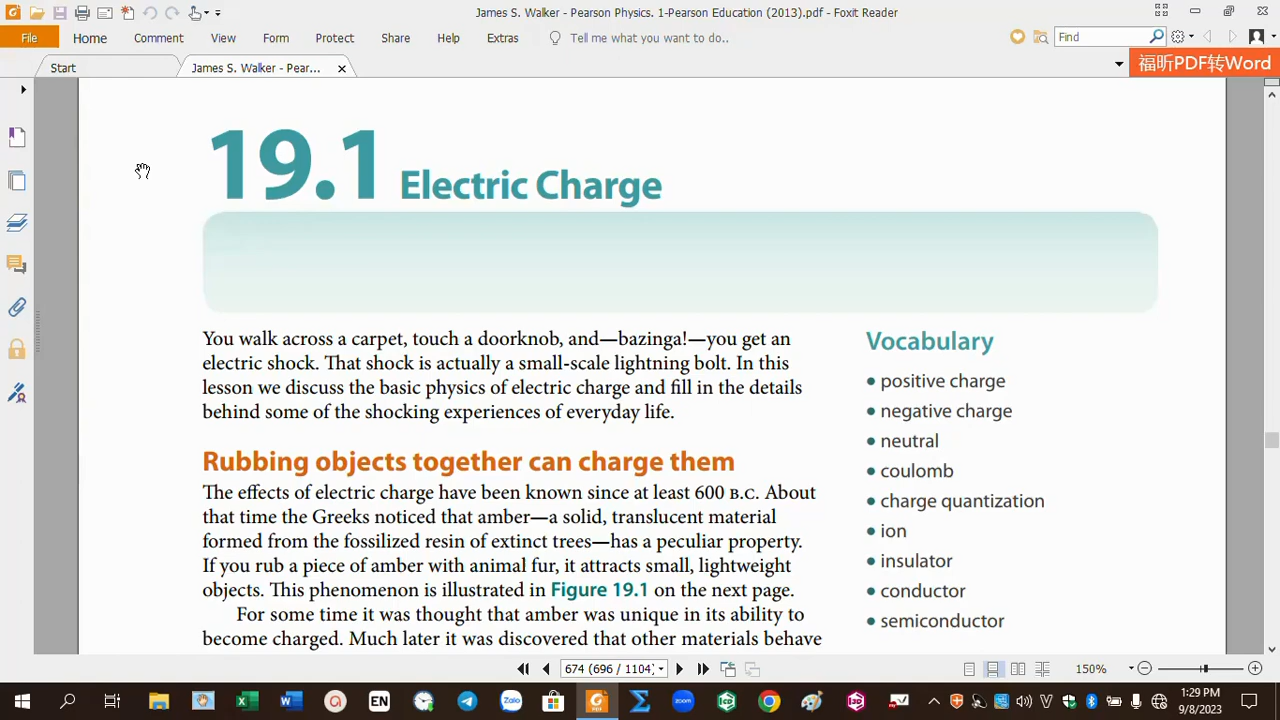 James S. Walker - Pearson Physics. 1-Pearson Education (2013).pdf - Foxit Reader
File Home Comment View Form Protect Share Help Extras Tell me what you want to do.. Find
Start James S. Walker - Pear... 福昕PDF转Word
19.1 Electric Charge
You walk across a carpet, touch a doorknob, and—bazinga!—you get an
electric shock. That shock is actually a small-scale lightning bolt. In this
lesson we discuss the basic physics of electric charge and fill in the details
behind some of the shocking experiences of everyday life.
Rubbing objects together can charge them
The effects of electric charge have been known since at least 600 B.C. About
that time the Greeks noticed that amber—a solid, translucent material
formed from the fossilized resin of extinct trees—has a peculiar property.
If you rub a piece of amber with animal fur, it attracts small, lightweight
objects. This phenomenon is illustrated in Figure 19.1 on the next page.
For some time it was thought that amber was unique in its ability to
become charged. Much later it was discovered that other materials behave
Vocabulary
• positive charge
• negative charge
• neutral
• coulomb
• charge quantization
• ion
• insulator
• conductor
• semiconductor
674 (696 / 1104) 150%
EN Zalo zoom 1:29 PM
9/8/2023